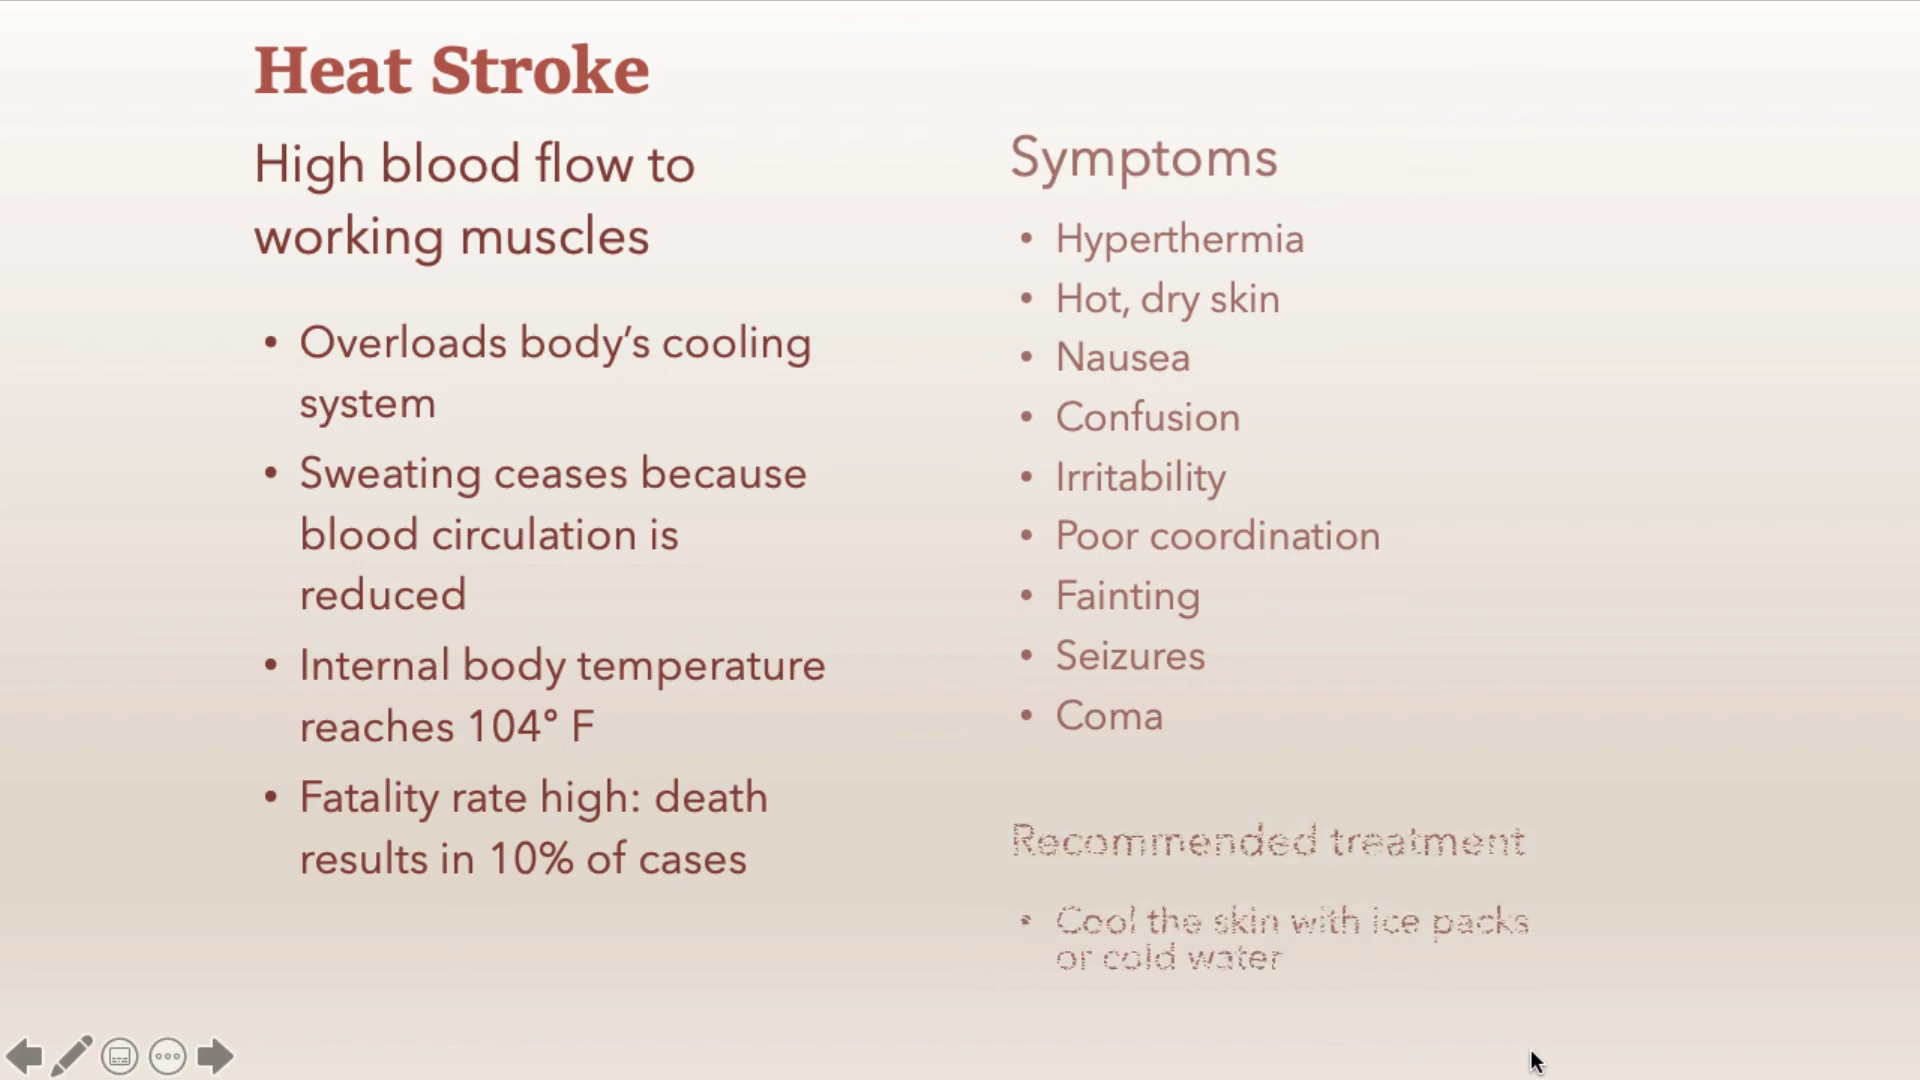 Heat Stroke
High blood flow to
working muscles
• Overloads body’s cooling
system
• Sweating ceases because
blood circulation is
reduced
• Internal body temperature
reaches 104° F
• Fatality rate high: death
results in 10% of cases
Symptoms
• Hyperthermia
• Hot, dry skin
• Nausea
• Confusion
• Irritability
• Poor coordination
• Fainting
• Seizures
• Coma
Recommended treatment
• Cool the skin with ice packs
or cold water